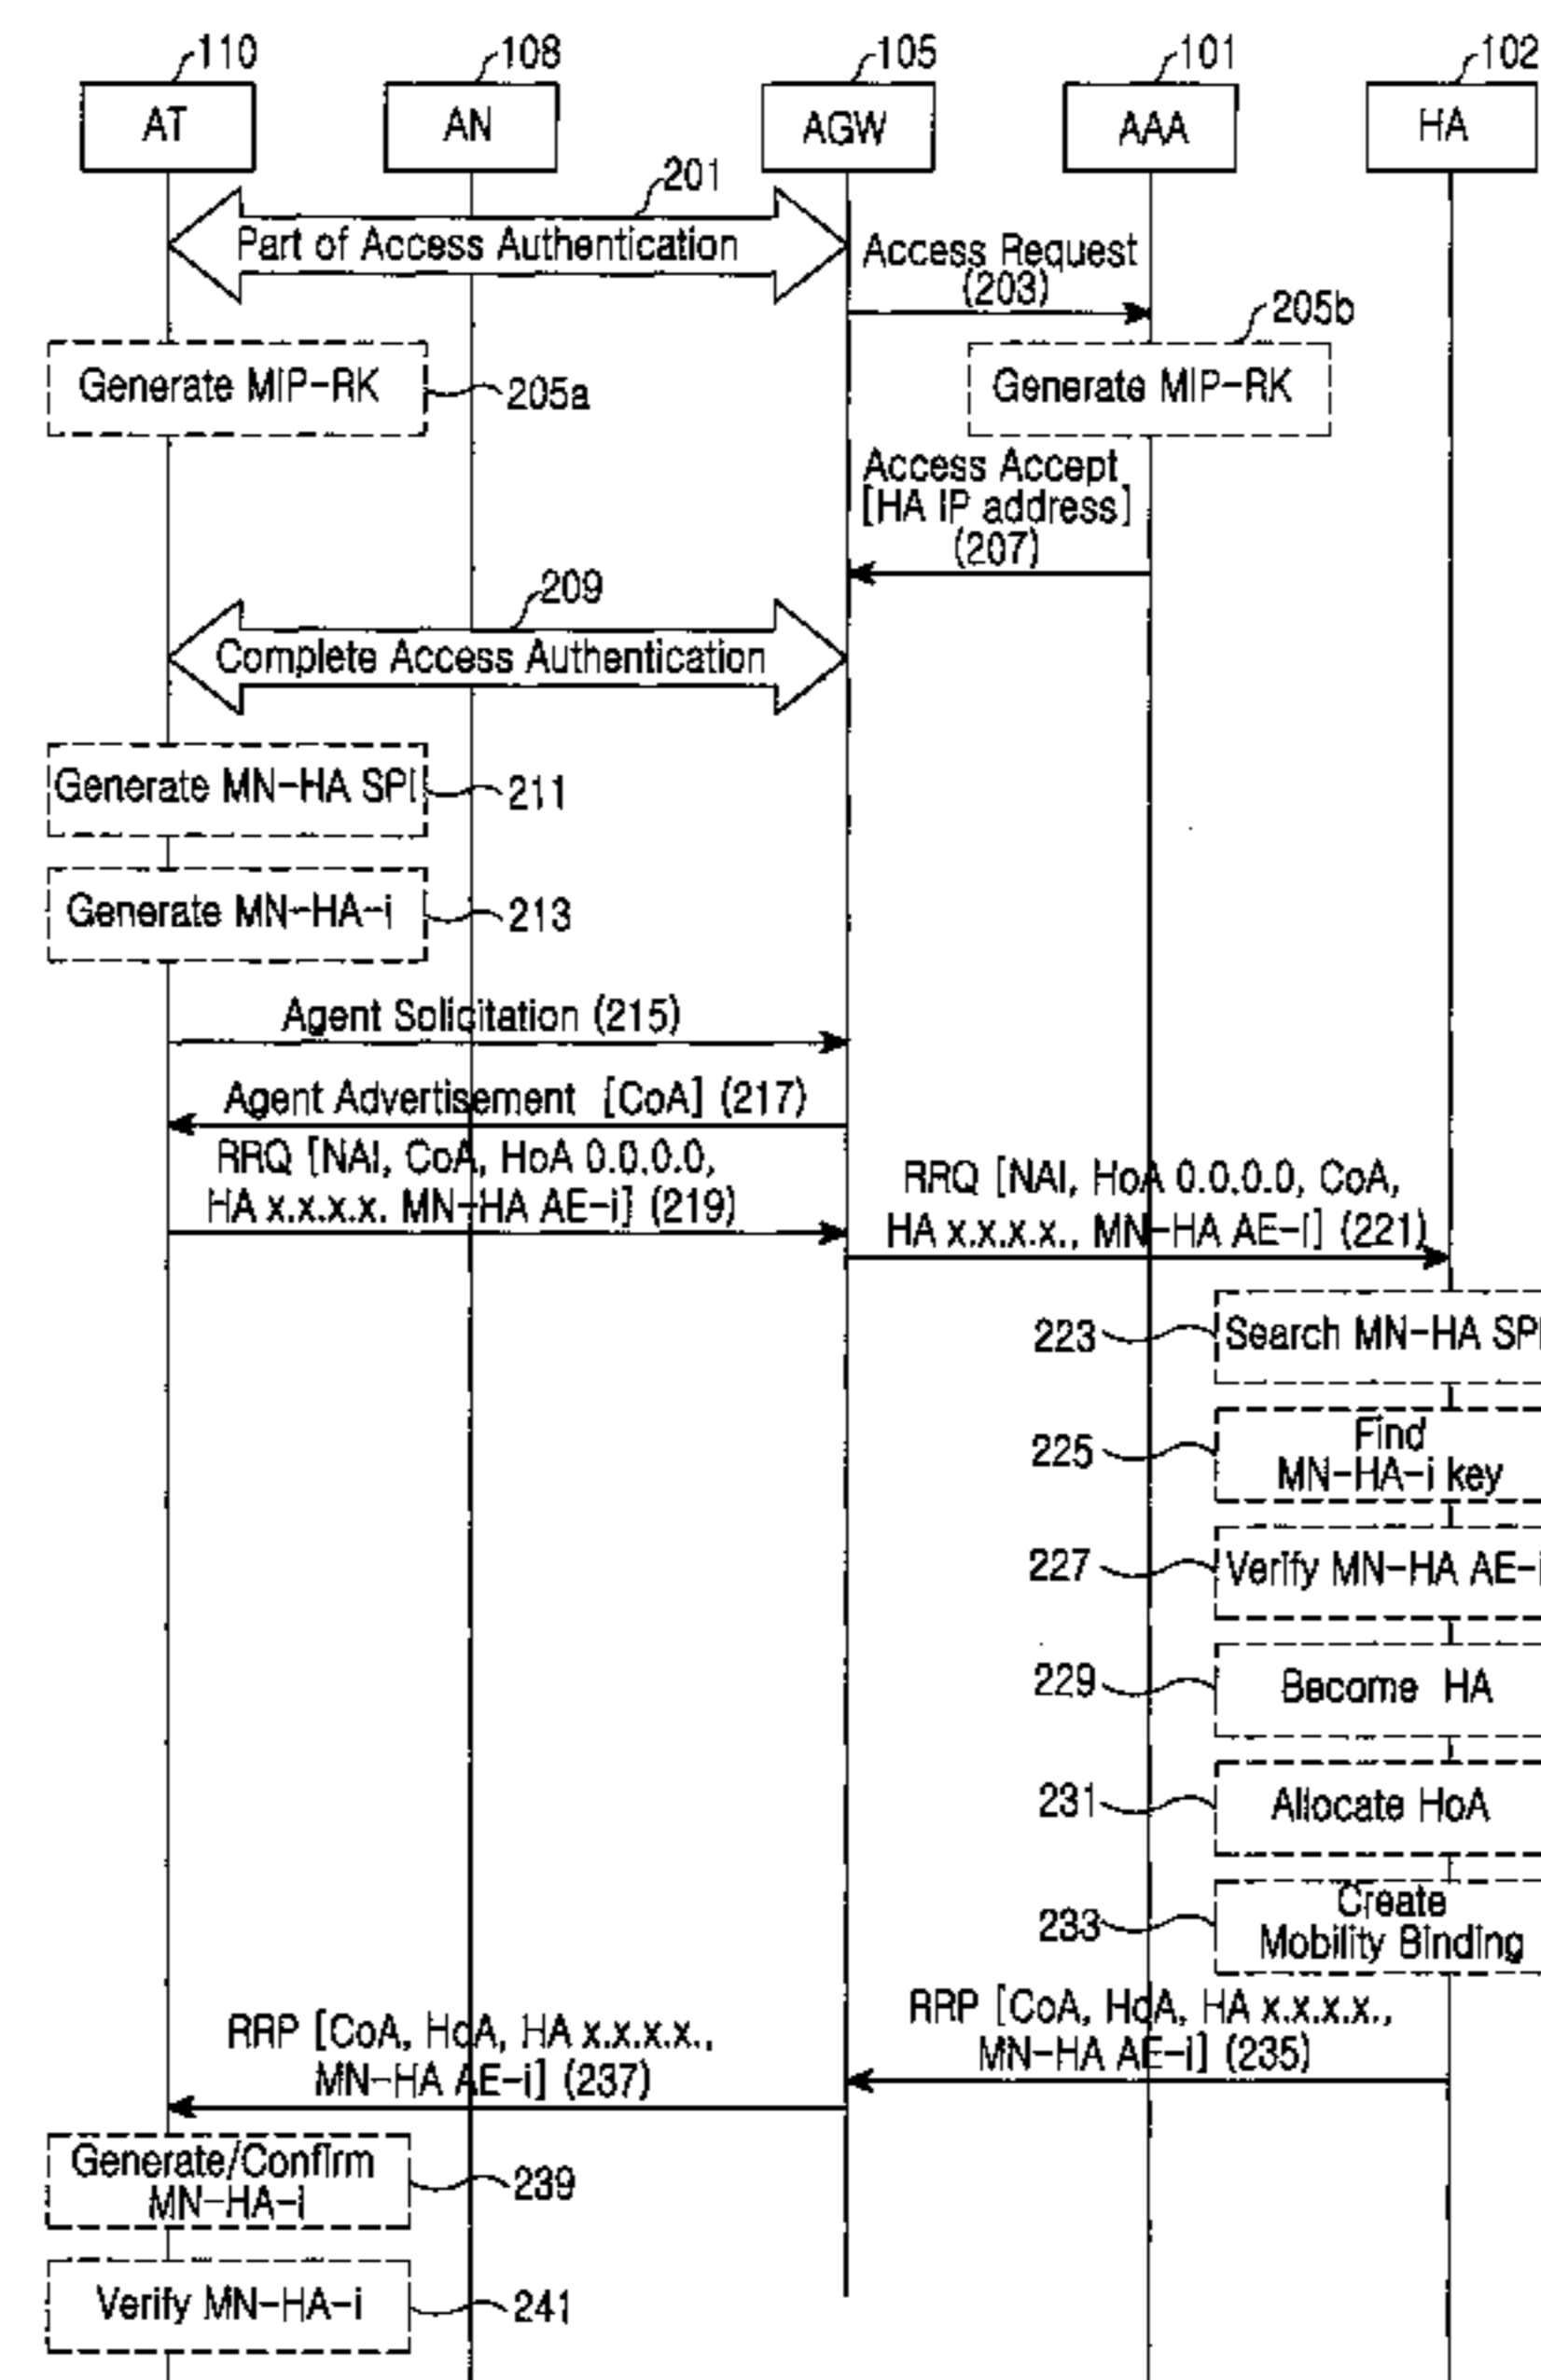 110
108
105
101
102
AT
AN
AGW
AAA
HA
201
Part of Access Authentication
Access Request
(203)
205b
Generate MIP-RK
205a
Generate MIP-RK
Access Accept
[HA IP address]
(207)
209
Complete Access Authentication
Generate MN-HA SPI
211
Generate MN-HA-i
213
Agent Solicitation (215)
Agent Advertisement [CoA] (217)
RRQ [NAI, CoA, HoA 0.0.0.0,
HA x.x.x.x. MN-HA AE-i] (219)
RRQ [NAI, HoA 0.0.0.0, CoA,
HA x.x.x.x., MN-HA AE-i] (221)
223
Search MN-HA SPI
225
Find
MN-HA-i key
227
Verify MN-HA AE-i
229
Become HA
231
Allocate HoA
233
Create
Mobility Binding
RRP [CoA, HoA, HA x.x.x.x.,
MN-HA AE-i] (235)
RRP [CoA, HoA, HA x.x.x.x.,
MN-HA AE-i] (237)
Generate/Confirm
MN-HA-i
239
Verify MN-HA-i
241